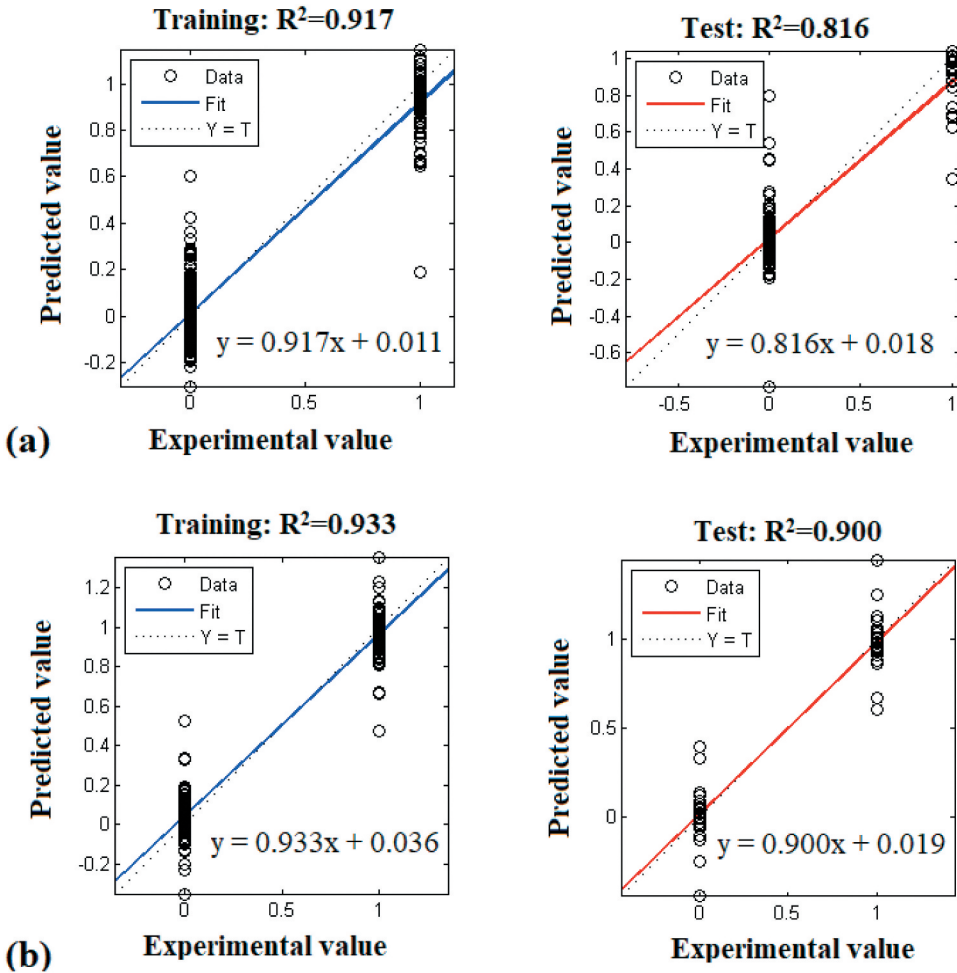 Training: R²=0.917
Data
Fit
Y = T
1
0.8
0.6
0.4
0.2
0
-0.2
Predicted value
y = 0.917x + 0.011
0
0.5
1
Experimental value
Test: R²=0.816
Data
Fit
Y = T
1
0.8
0.6
0.4
0.2
0
-0.2
-0.4
-0.6
Predicted value
y = 0.816x + 0.018
-0.5
0
0.5
1
Experimental value
(a)
Training: R²=0.933
Data
Fit
Y = T
1.2
1
0.8
0.6
0.4
0.2
0
-0.2
Predicted value
y = 0.933x + 0.036
0
0.5
1
Experimental value
Test: R²=0.900
Data
Fit
Y = T
1
0.5
0
Predicted value
y = 0.900x + 0.019
0
0.5
1
Experimental value
(b)